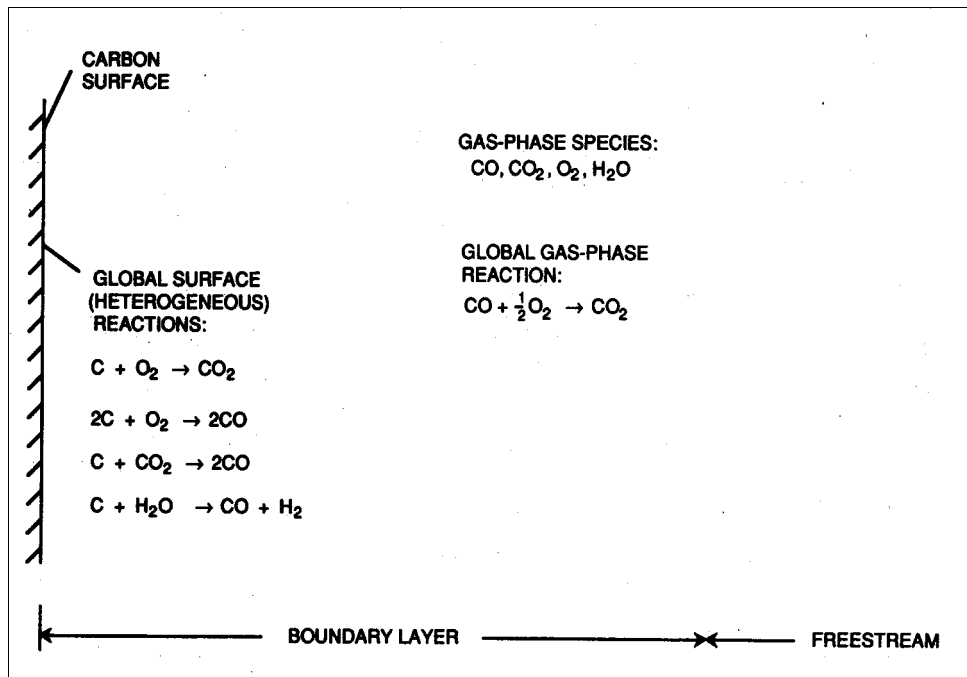 CARBON
SURFACE
GAS-PHASE SPECIES:
CO, CO₂, O₂, H₂O
GLOBAL GAS-PHASE
REACTION:
CO + ½O₂ → CO₂
GLOBAL SURFACE
(HETEROGENEOUS)
REACTIONS:
C + O₂ → CO₂
2C + O₂ → 2CO
C + CO₂ → 2CO
C + H₂O → CO + H₂
BOUNDARY LAYER
FREESTREAM